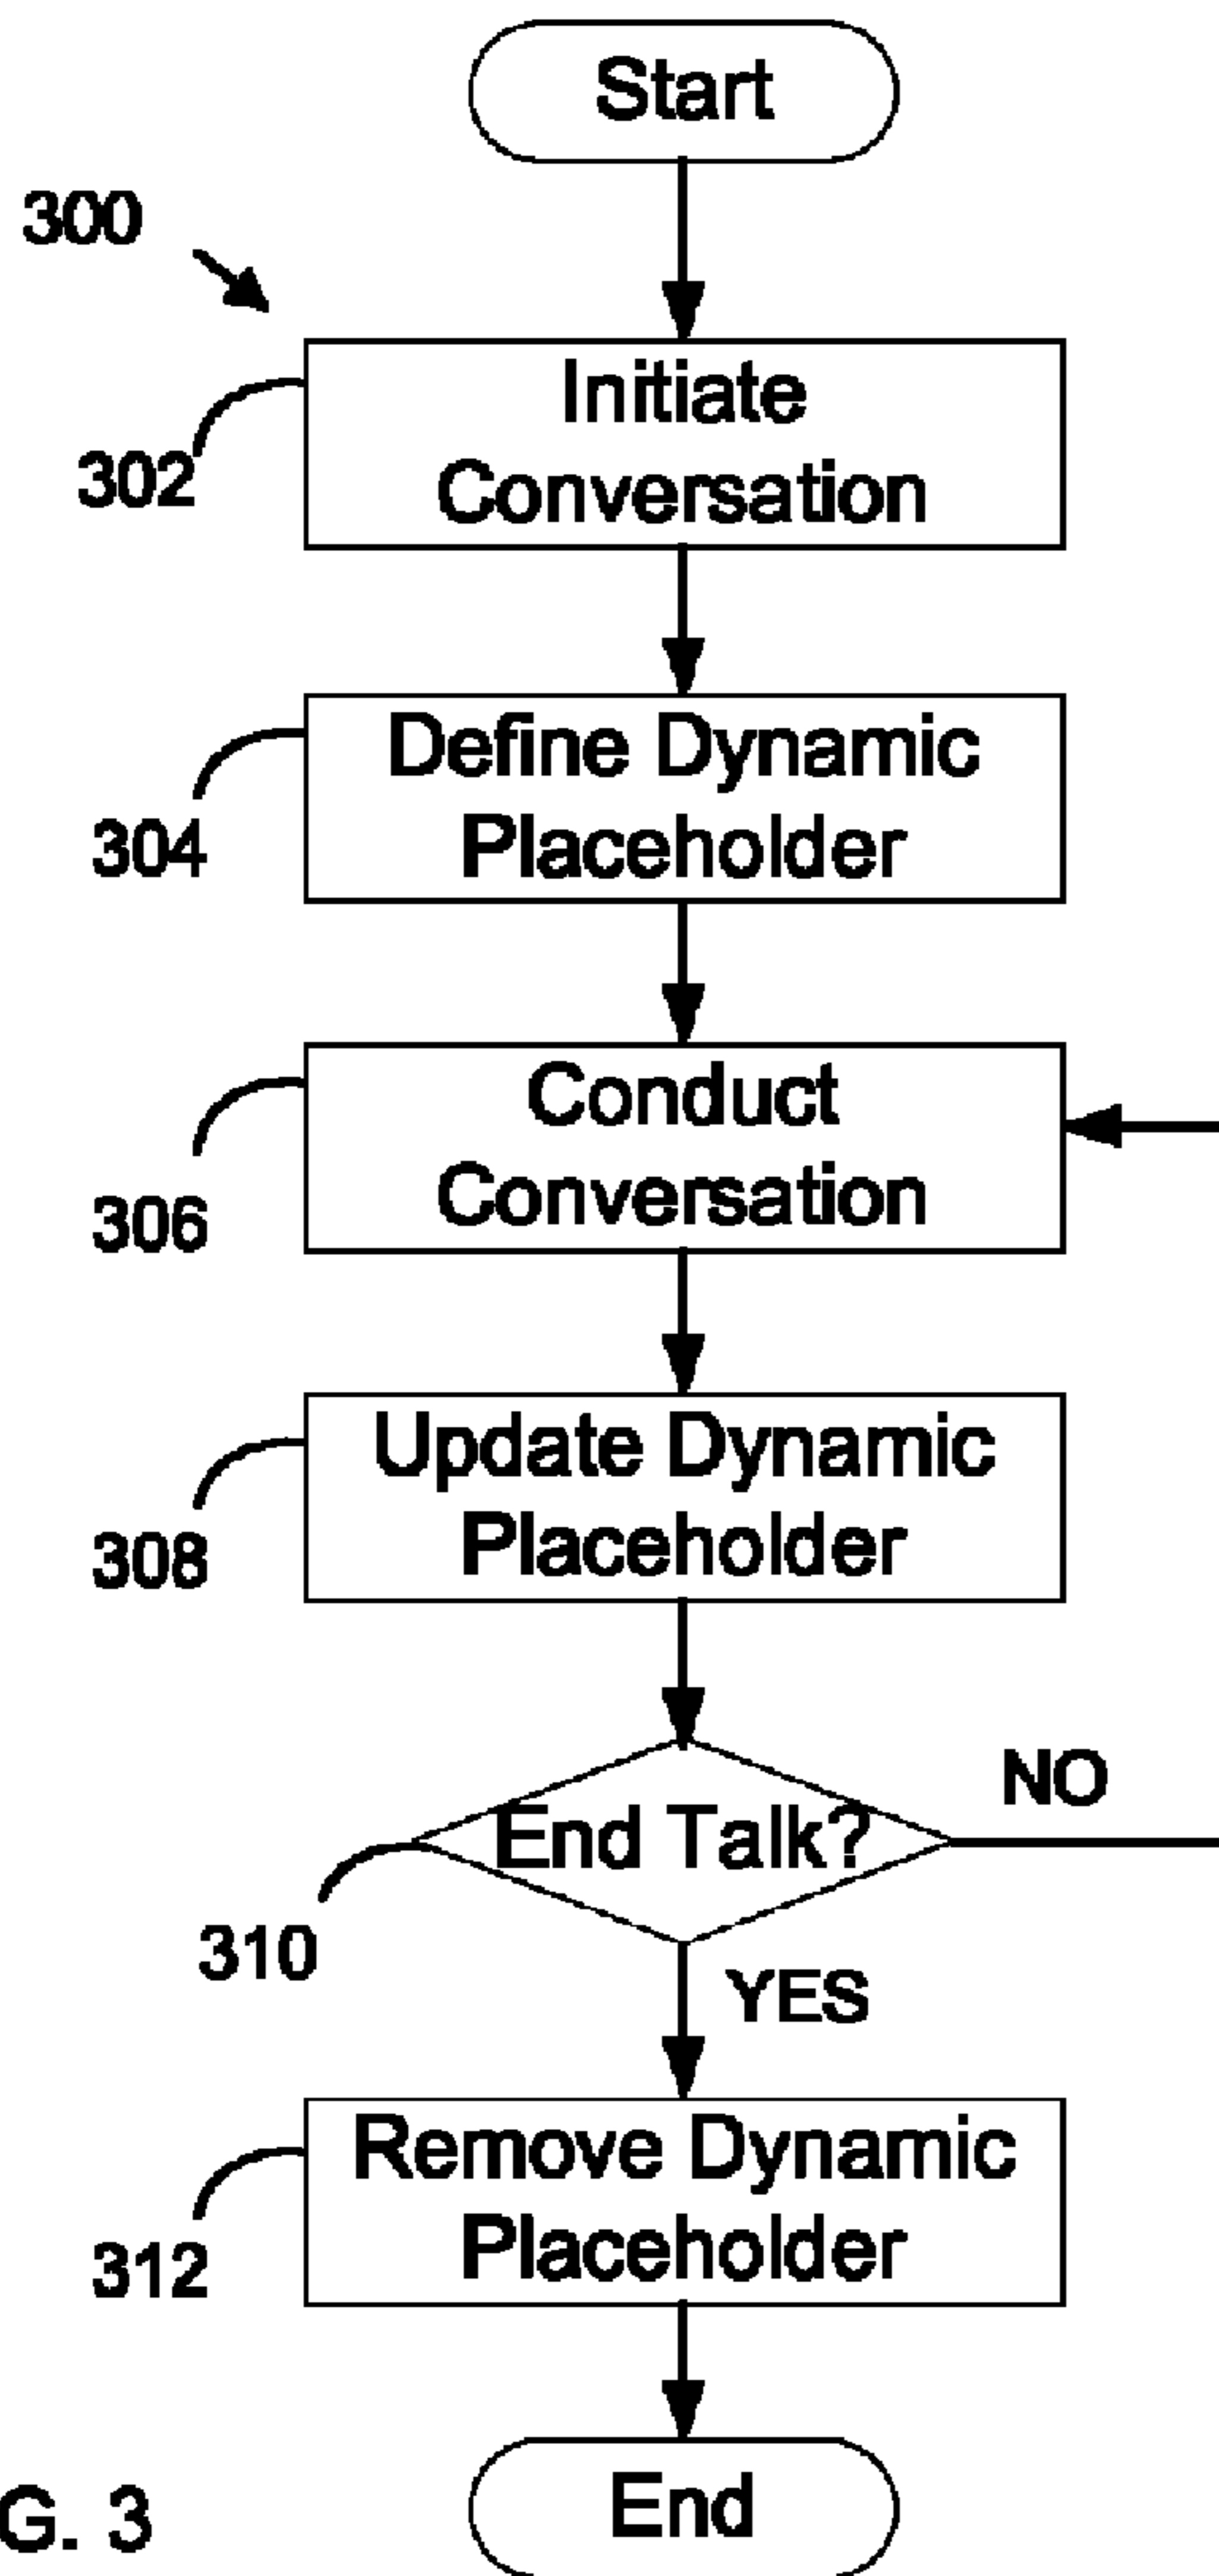 Start
300
Initiate
Conversation
302
Define Dynamic
Placeholder
304
Conduct
Conversation
306
Update Dynamic
Placeholder
308
End Talk?
NO
310
YES
Remove Dynamic
Placeholder
312
End
G. 3